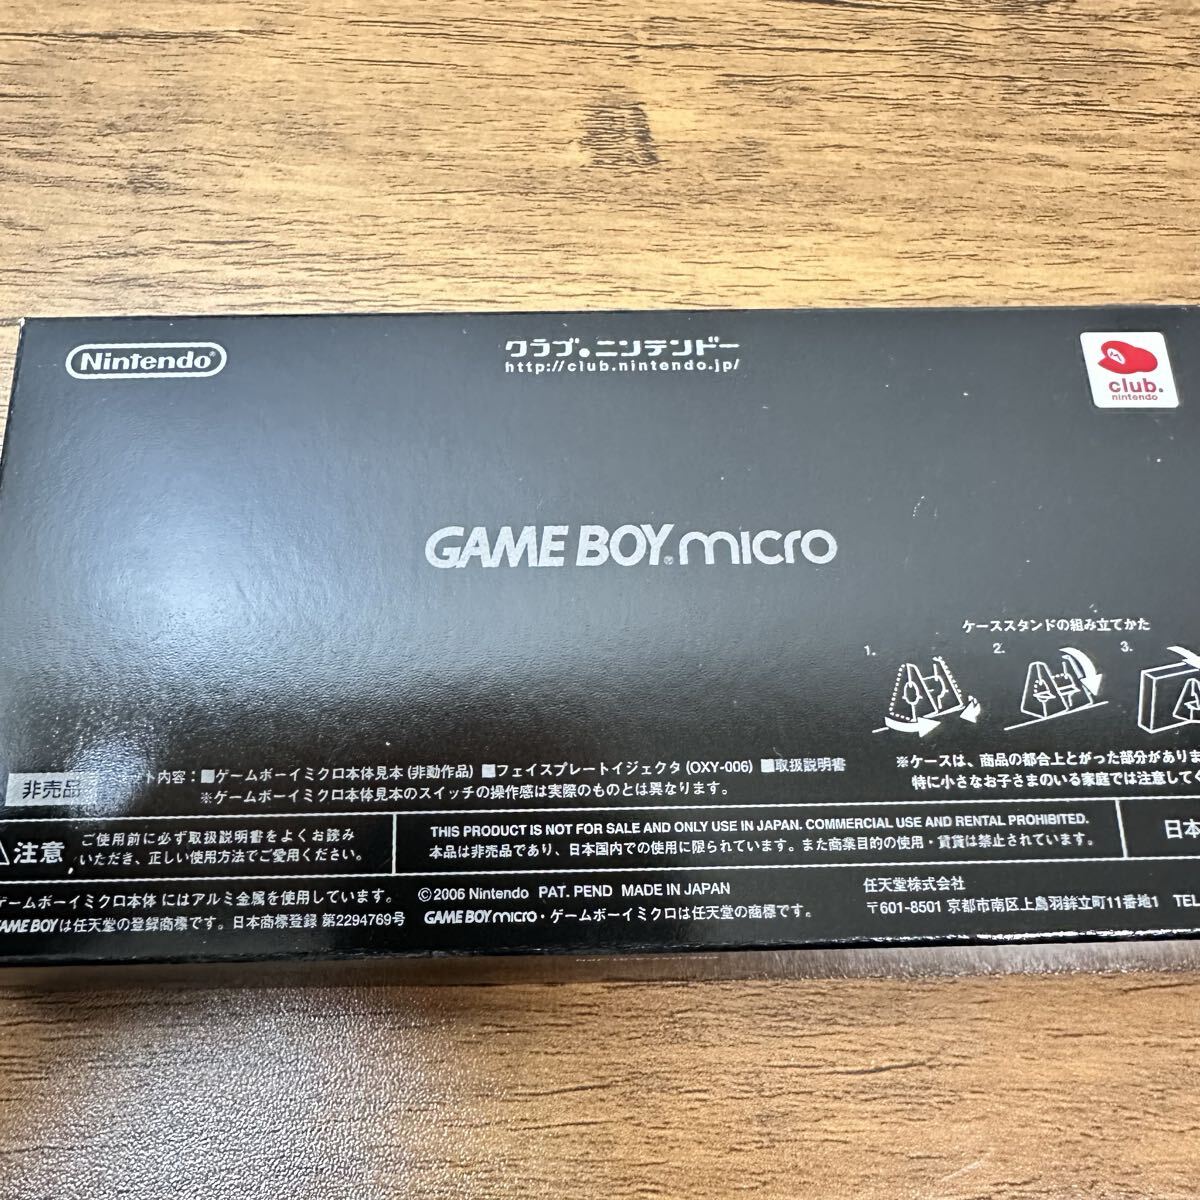 Nintendo®
クラブ・ニンテンドー
http://club.nintendo.jp/
M
club.
nintendo
GAME BOY® micro
ケーススタンドの組み立てかた
1.
2.
3.
非売品
ット内容：■ゲームボーイミクロ本体見本 (非動作品) ■フェイスプレートイジェクタ (OXY-006) ■取扱説明書
※ゲームボーイミクロ本体見本のスイッチの操作感は実際のものとは異なります。
※ケースは、商品の都合上とがった部分がありま
特に小さなお子さまのいる家庭では注意してく
注意
ご使用前に必ず取扱説明書をよくお読み
いただき、正しい使用方法でご愛用ください。
THIS PRODUCT IS NOT FOR SALE AND ONLY USE IN JAPAN. COMMERCIAL USE AND RENTAL PROHIBITED.
本品は非売品であり、日本国内での使用に限られています。また商業目的の使用・賃貸は禁止されています。
日本
ゲームボーイミクロ本体 にはアルミ金属を使用しています。
GAME BOYは任天堂の登録商標です。日本商標登録 第2294769号
©2006 Nintendo PAT. PEND MADE IN JAPAN
GAME BOY micro・ゲームボーイミクロは任天堂の商標です。
任天堂株式会社
〒601-8501 京都市南区上鳥羽鉾立町11番地1 TEL